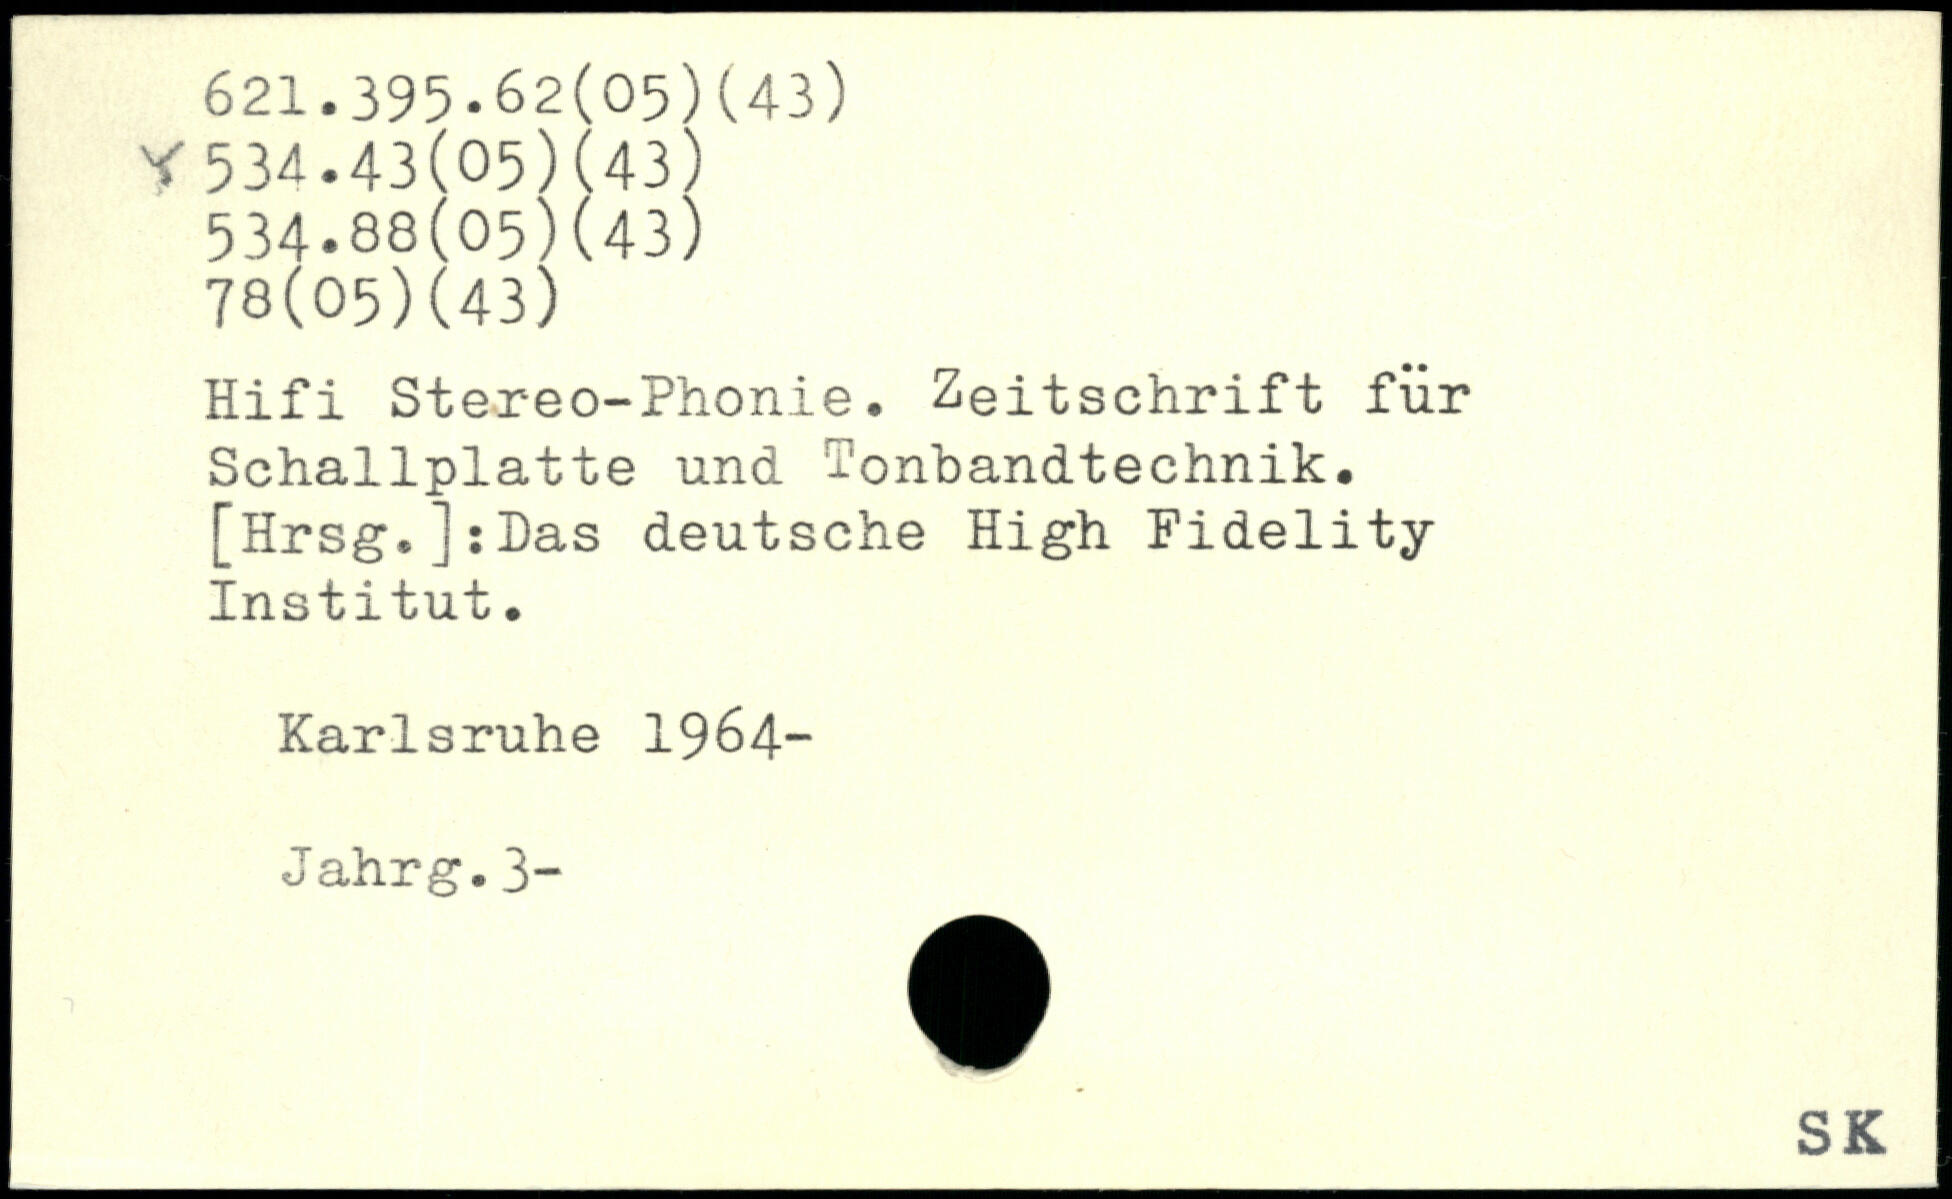 621.395.62(05)(43)
534.43(05)(43)
534.88(05)(43)
78(05)(43)
Hifi Stereo-Phonie. Zeitschrift für
Schallplatte und Tonbandtechnik.
[Hrsg.]:Das deutsche High Fidelity
Institut.
Karlsruhe 1964-
Jahrg.3-
SK